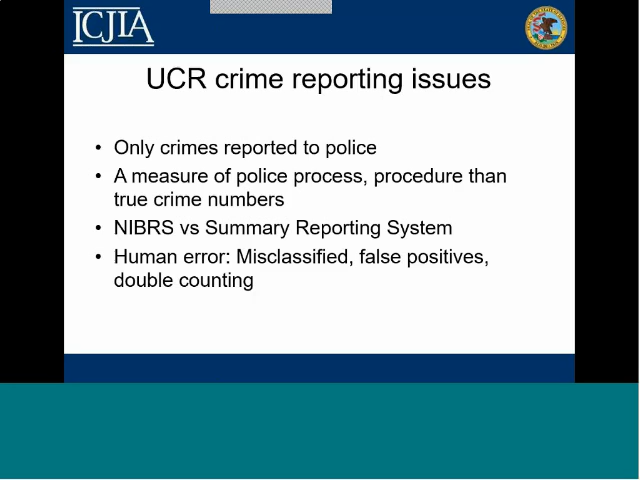 ICJIA
UCR crime reporting issues
• Only crimes reported to police
• A measure of police process, procedure than
true crime numbers
• NIBRS vs Summary Reporting System
• Human error: Misclassified, false positives,
double counting